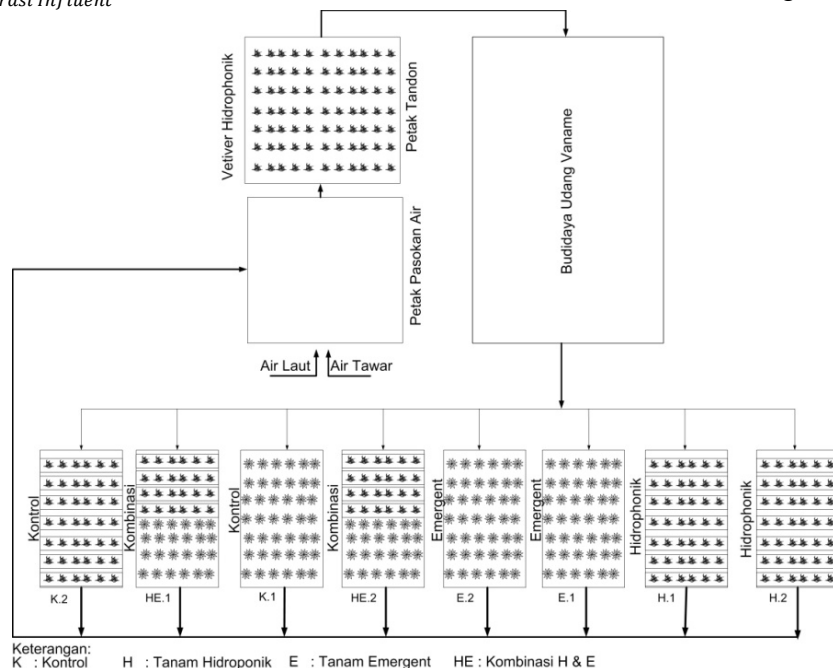 Vetiver Hidrophonik
Petak Tandon
Budidaya Udang Vaname
Petak Pasokan Air
Air Laut
Air Tawar
Kontrol
Kombinasi
Kontrol
Kombinasi
Emergent
Emergent
Hidrophonik
Hidrophonik
K.2
HE.1
K.1
HE.2
E.2
E.1
H.1
H.2
Keterangan:
K : Kontrol H : Tanam Hidroponik E : Tanam Emergent HE : Kombinasi H & E